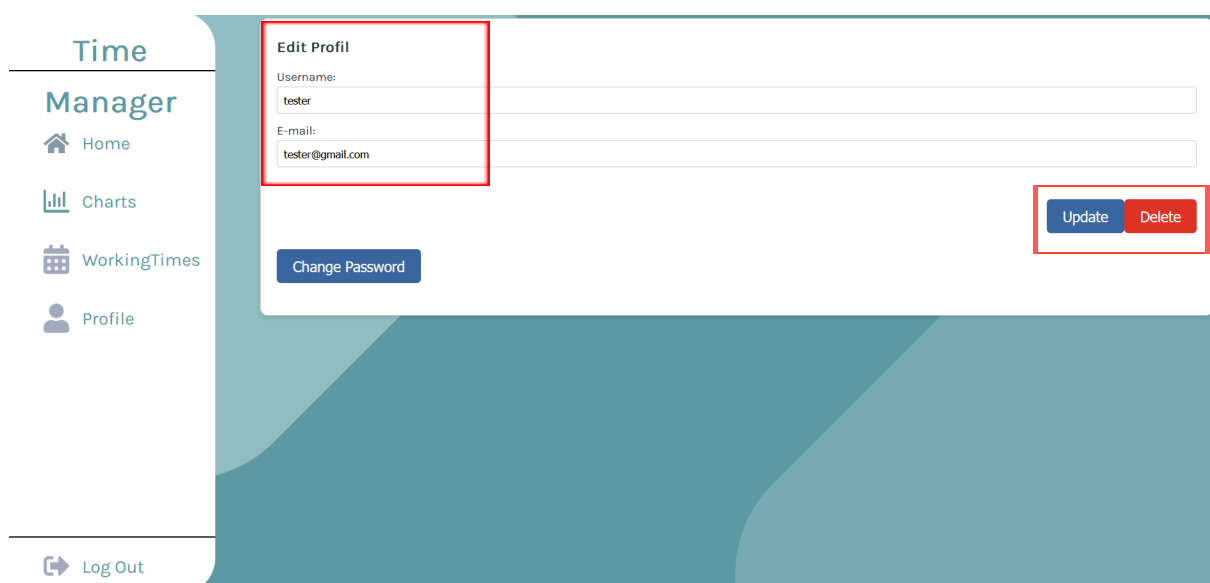 Time
Manager
Home
Charts
WorkingTimes
Profile
Log Out
Edit Profil
Username:
tester
E-mail:
tester@gmail.com
Update Delete
Change Password